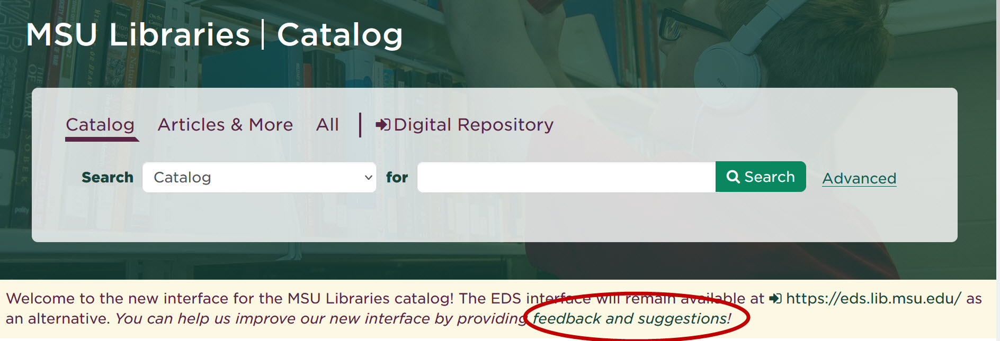 MSU Libraries | Catalog
Catalog Articles & More All | Digital Repository
Search Catalog for Search Advanced
Welcome to the new interface for the MSU Libraries catalog! The EDS interface will remain available at https://eds.lib.msu.edu/ as
an alternative. You can help us improve our new interface by providing feedback and suggestions!
SONY
polity